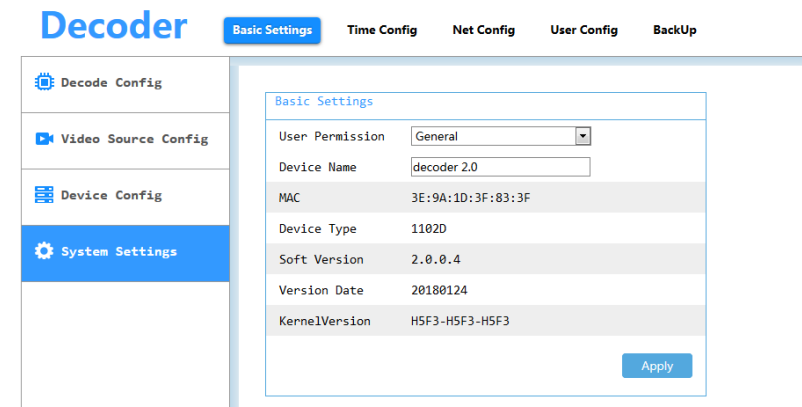 Decoder
Basic Settings Time Config Net Config User Config BackUp
Decode Config
Video Source Config
Device Config
System Settings
Basic Settings
User Permission General
Device Name decoder 2.0
MAC 3E:9A:1D:3F:83:3F
Device Type 1102D
Soft Version 2.0.0.4
Version Date 20180124
KernelVersion H5F3-H5F3-H5F3
Apply